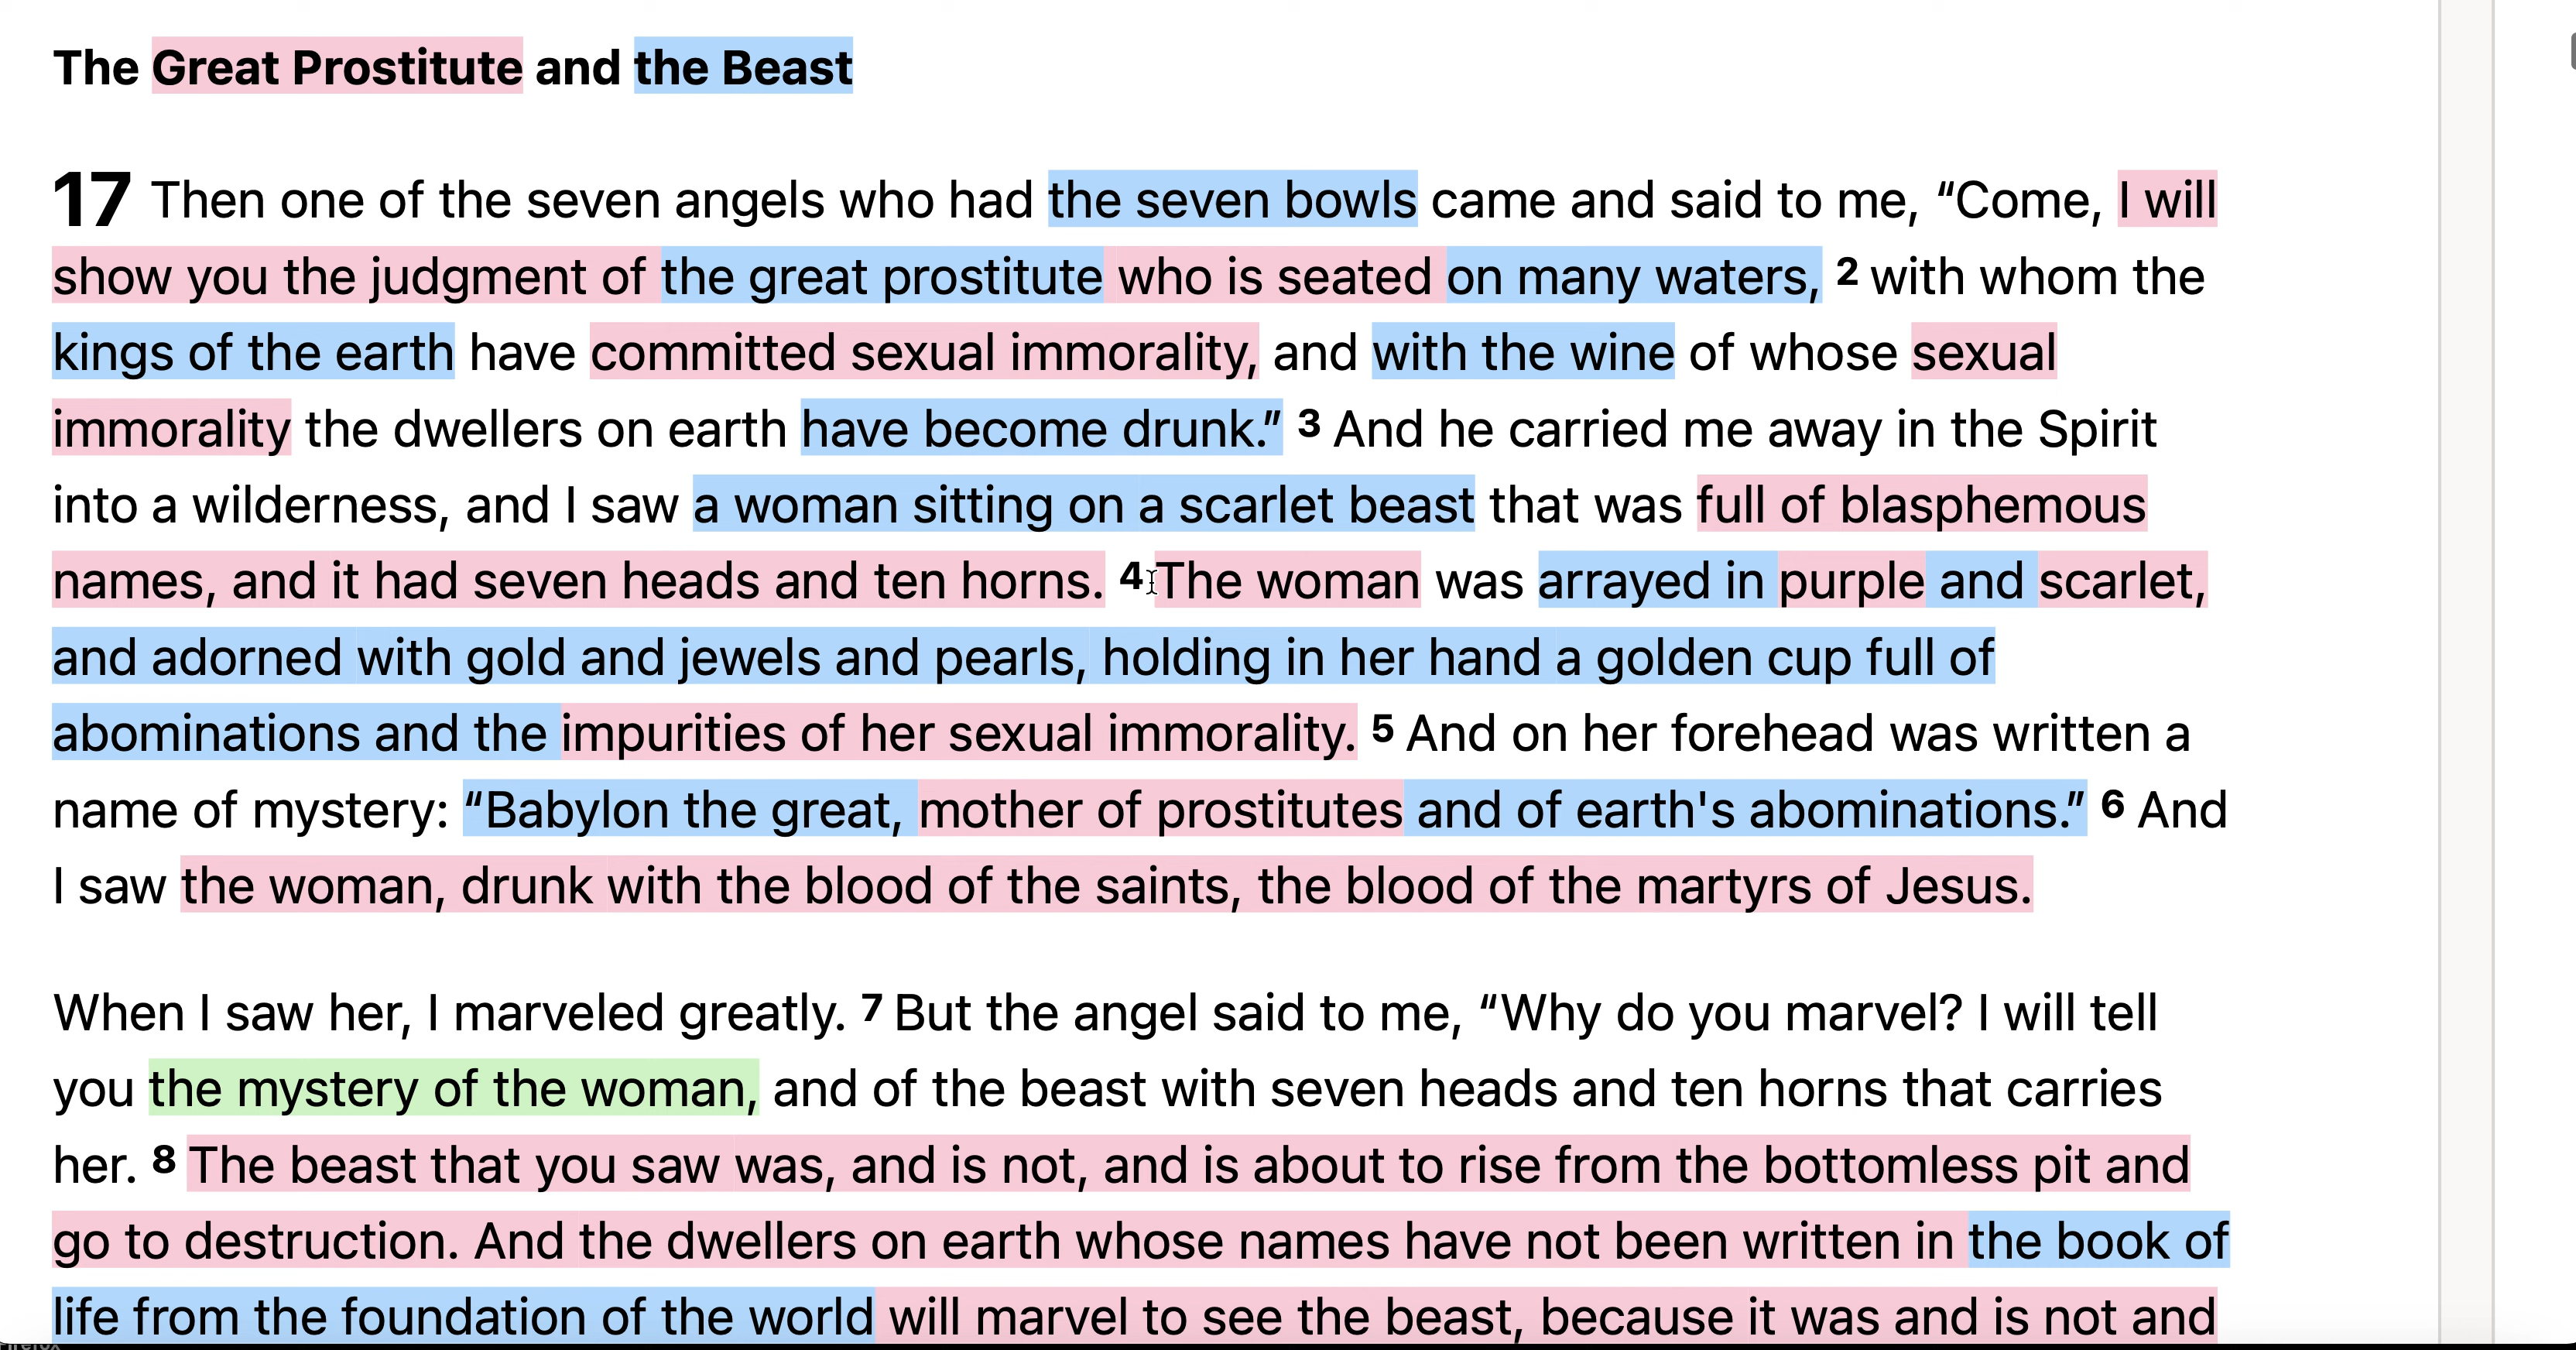 The Great Prostitute and the Beast
17 Then one of the seven angels who had the seven bowls came and said to me, “Come, I will
show you the judgment of the great prostitute who is seated on many waters, 2 with whom the
kings of the earth have committed sexual immorality, and with the wine of whose sexual
immorality the dwellers on earth have become drunk.” 3 And he carried me away in the Spirit
into a wilderness, and I saw a woman sitting on a scarlet beast that was full of blasphemous
names, and it had seven heads and ten horns. 4 The woman was arrayed in purple and scarlet,
and adorned with gold and jewels and pearls, holding in her hand a golden cup full of
abominations and the impurities of her sexual immorality. 5 And on her forehead was written a
name of mystery: “Babylon the great, mother of prostitutes and of earth's abominations.” 6 And
I saw the woman, drunk with the blood of the saints, the blood of the martyrs of Jesus.
When I saw her, I marveled greatly. 7 But the angel said to me, “Why do you marvel? I will tell
you the mystery of the woman, and of the beast with seven heads and ten horns that carries
her. 8 The beast that you saw was, and is not, and is about to rise from the bottomless pit and
go to destruction. And the dwellers on earth whose names have not been written in the book of
life from the foundation of the world will marvel to see the beast, because it was and is not and